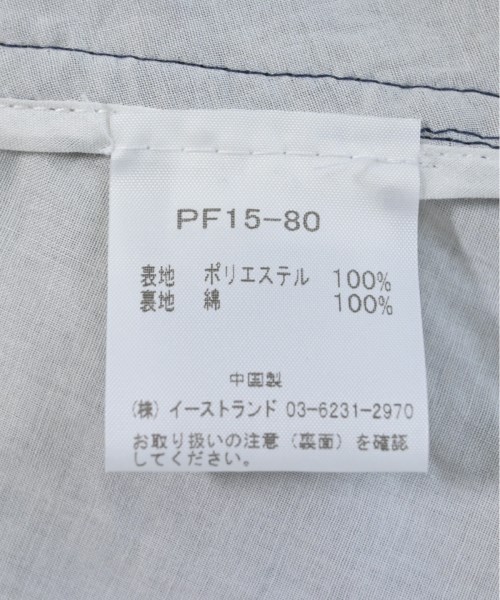 PF15-80
表地 ポリエステル 100%
裏地 綿 100%
中国製
(株) イーストランド 03-6231-2970
お取り扱いの注意（裏面）を確認
してください。